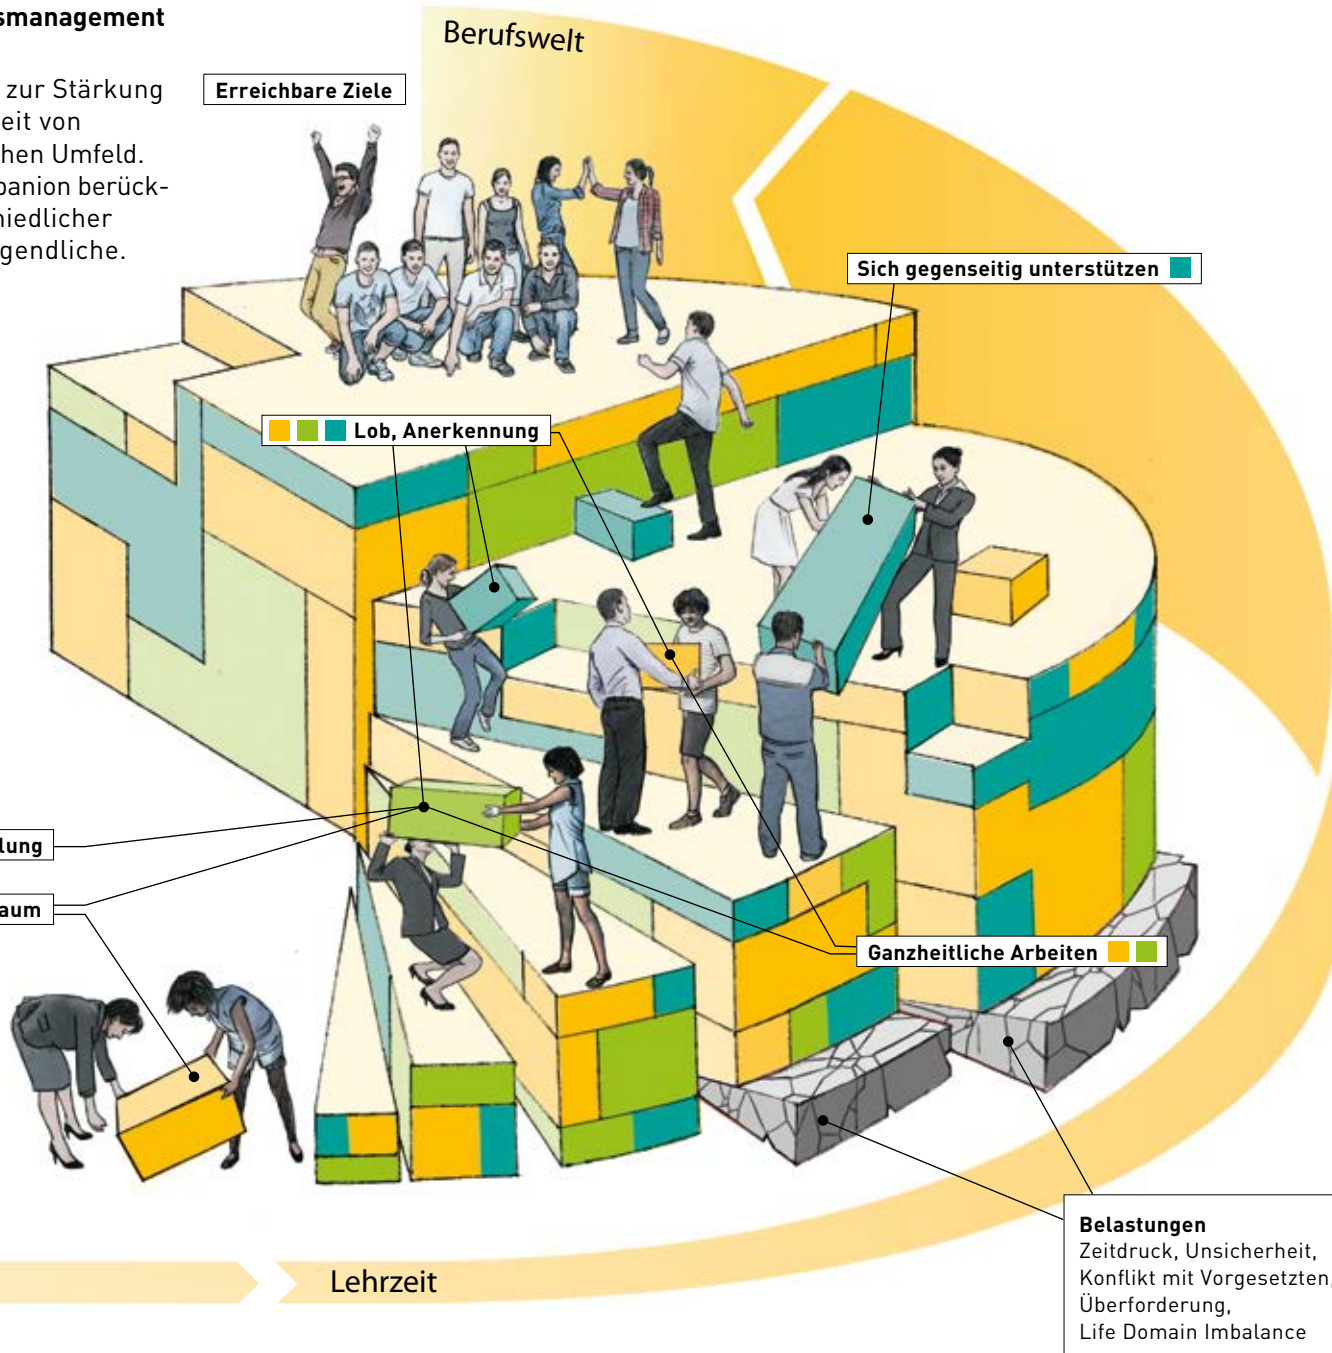 smanagement
zur Stärkung
eit von
chen Umfeld.
panion berück-
niedlicher
gendliche.
Berufswelt
Erreichbare Ziele
Sich gegenseitig unterstützen
Lob, Anerkennung
lung
aum
Ganzheitliche Arbeiten
Belastungen
Zeitdruck, Unsicherheit,
Konflikt mit Vorgesetzten,
Überforderung,
Life Domain Imbalance
Lehrzeit